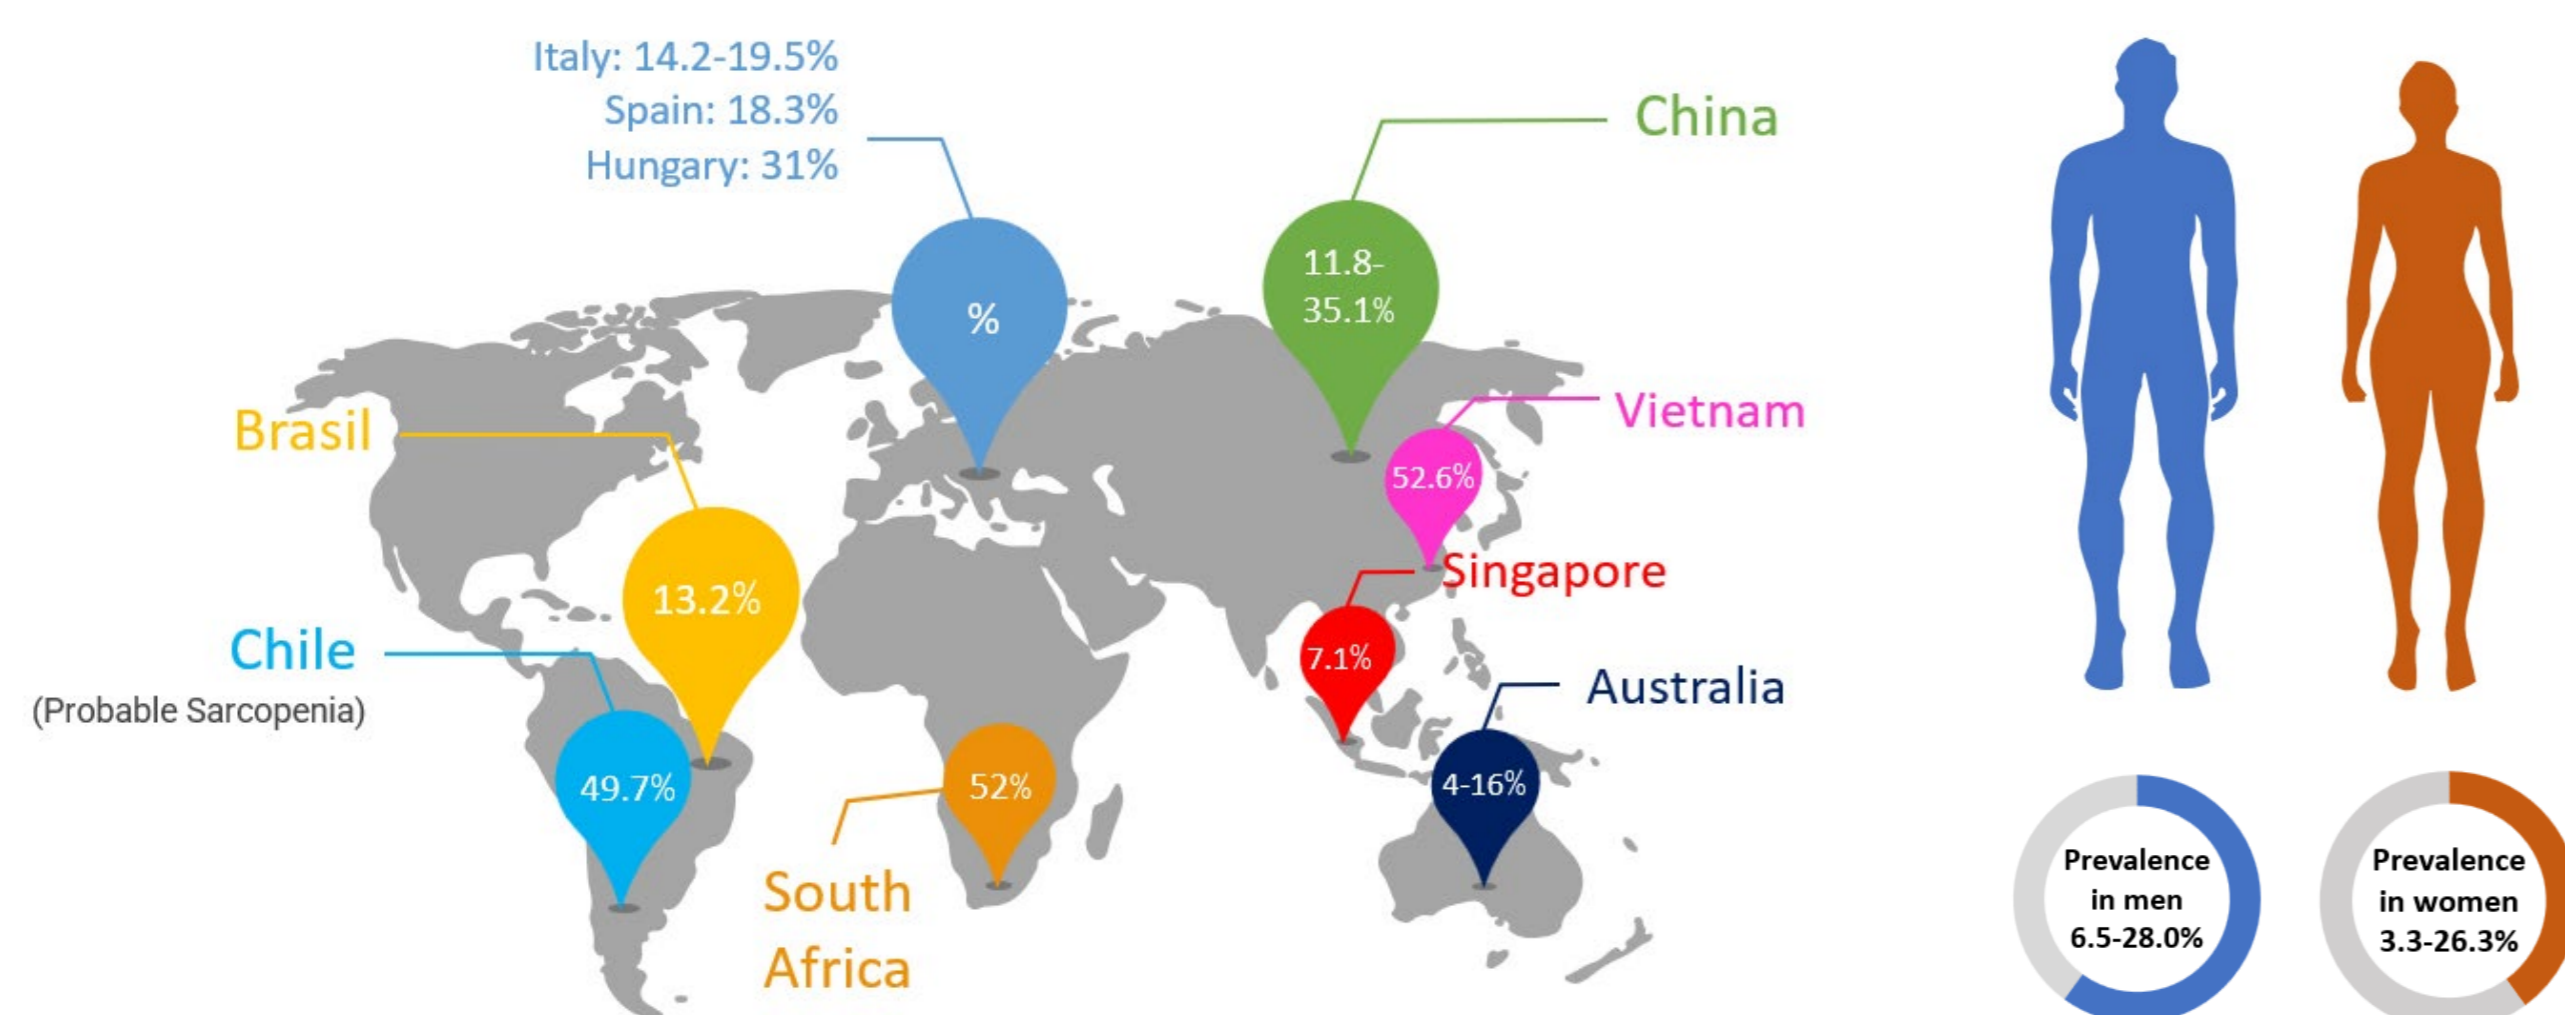 Italy: 14.2-19.5%
Spain: 18.3%
Hungary: 31%
%
China
11.8-
35.1%
Brasil
13.2%
Vietnam
52.6%
Singapore
7.1%
Chile
(Probable Sarcopenia)
49.7%
South
Africa
52%
Australia
4-16%
Prevalence
in men
6.5-28.0%
Prevalence
in women
3.3-26.3%